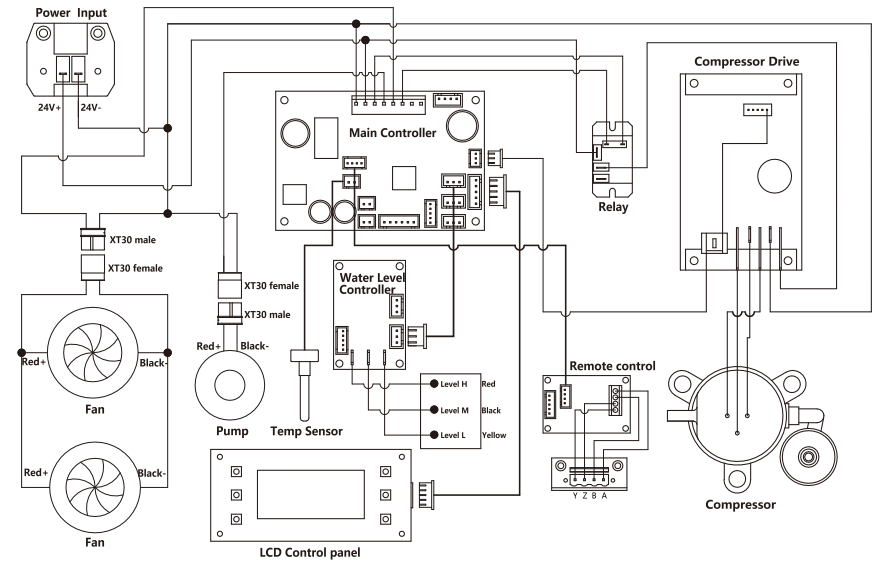 Power Input
24V+ 24V-
Compressor Drive
Main Controller
Relay
XT30 male
XT30 female
Water Level
Controller
XT30 female
XT30 male
Red+ Black-
Fan
Red+ Black-
Pump
Temp Sensor
Level H Red
Level M Black
Level L Yellow
Remote control
Y Z B A
Red+ Black-
Fan
LCD Control panel
Compressor